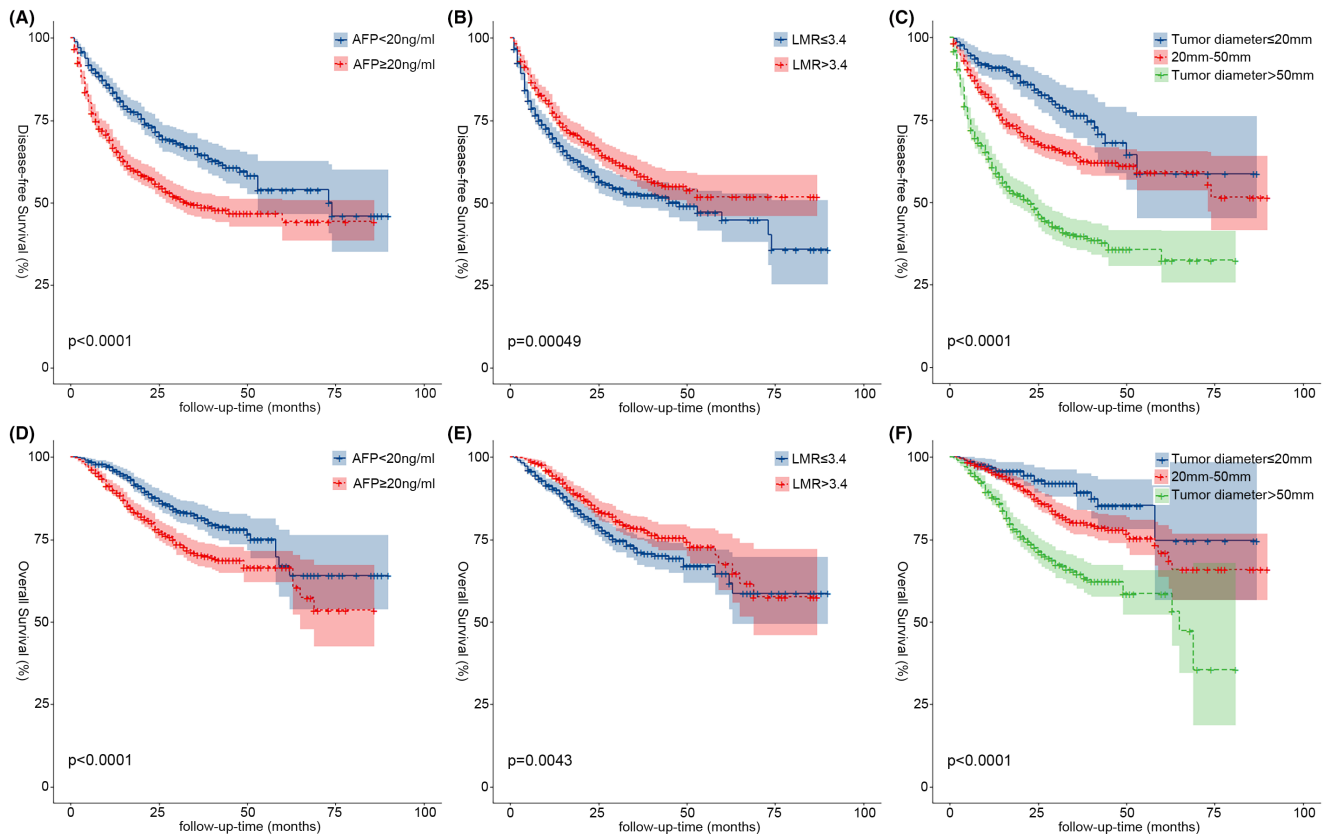 (A)
AFP<20ng/ml
AFP≥20ng/ml
100
75
50
25
0
Disease-free Survival (%)
p<0.0001
0 25 50 75 100
follow-up-time (months)
(B)
LMR≤3.4
LMR>3.4
100
75
50
25
0
Disease-free Survival (%)
p=0.00049
0 25 50 75 100
follow-up-time (months)
(C)
Tumor diameter≤20mm
20mm-50mm
Tumor diameter>50mm
100
75
50
25
0
Disease-free Survival (%)
p<0.0001
0 25 50 75 100
follow-up-time (months)
(D)
AFP<20ng/ml
AFP≥20ng/ml
100
75
50
25
0
Overall Survival (%)
p<0.0001
0 25 50 75 100
follow-up-time (months)
(E)
LMR≤3.4
LMR>3.4
100
75
50
25
0
Overall Survival (%)
p=0.0043
0 25 50 75 100
follow-up-time (months)
(F)
Tumor diameter≤20mm
20mm-50mm
Tumor diameter>50mm
100
75
50
25
0
Overall Survival (%)
p<0.0001
0 25 50 75 100
follow-up-time (months)